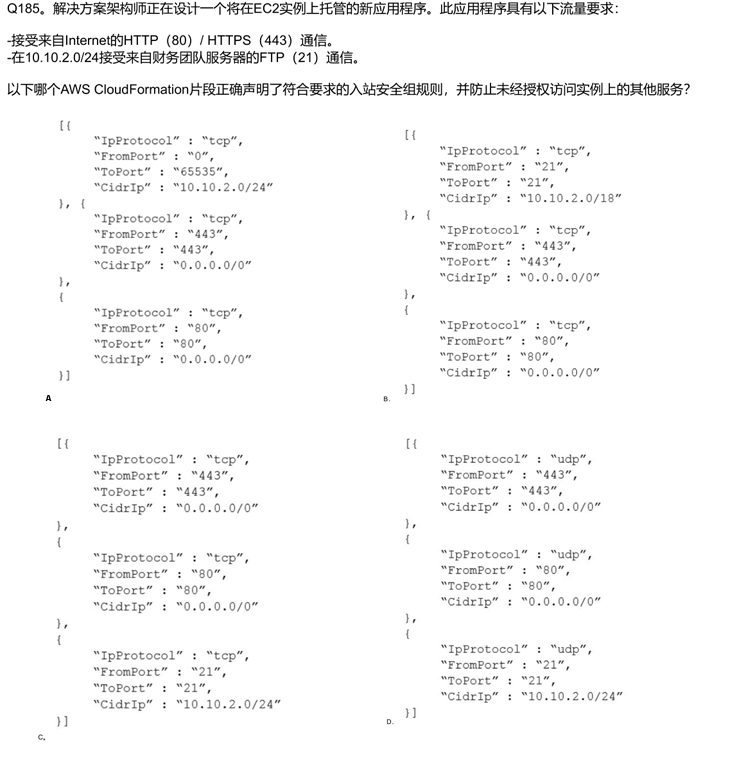 Q185。解决方案架构师正在设计一个将在EC2实例上托管的新应用程序。此应用程序具有以下流量要求：
-接受来自Internet的HTTP（80）/ HTTPS（443）通信。
-在10.10.2.0/24接受来自财务团队服务器的FTP（21）通信。
以下哪个AWS CloudFormation片段正确声明了符合要求的入站安全组规则，并防止未经授权访问实例上的其他服务？
[{
“IpProtocol” : “tcp”,
“FromPort” : “0”,
“ToPort” : “65535”,
“CidrIp” : “10.10.2.0/24”
}, {
“IpProtocol” : “tcp”,
“FromPort” : “443”,
“ToPort” : “443”,
“CidrIp” : “0.0.0.0/0”
},
{
“IpProtocol” : “tcp”,
“FromPort” : “80”,
“ToPort” : “80”,
“CidrIp” : “0.0.0.0/0”
}]
A
[{
“IpProtocol” : “tcp”,
“FromPort” : “21”,
“ToPort” : “21”,
“CidrIp” : “10.10.2.0/18”
}, {
“IpProtocol” : “tcp”,
“FromPort” : “443”,
“ToPort” : “443”,
“CidrIp” : “0.0.0.0/0”
},
{
“IpProtocol” : “tcp”,
“FromPort” : “80”,
“ToPort” : “80”,
“CidrIp” : “0.0.0.0/0”
}]
B.
[{
“IpProtocol” : “tcp”,
“FromPort” : “443”,
“ToPort” : “443”,
“CidrIp” : “0.0.0.0/0”
},
{
“IpProtocol” : “tcp”,
“FromPort” : “80”,
“ToPort” : “80”,
“CidrIp” : “0.0.0.0/0”
},
{
“IpProtocol” : “tcp”,
“FromPort” : “21”,
“ToPort” : “21”,
“CidrIp” : “10.10.2.0/24”
}]
C.
[{
“IpProtocol” : “udp”,
“FromPort” : “443”,
“ToPort” : “443”,
“CidrIp” : “0.0.0.0/0”
},
{
“IpProtocol” : “udp”,
“FromPort” : “80”,
“ToPort” : “80”,
“CidrIp” : “0.0.0.0/0”
},
{
“IpProtocol” : “udp”,
“FromPort” : “21”,
“ToPort” : “21”,
“CidrIp” : “10.10.2.0/24”
}]
D.